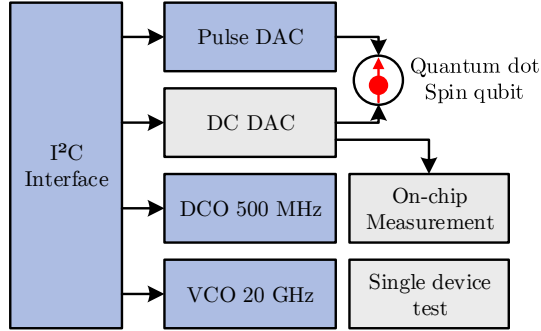 I²C
Interface
Pulse DAC
DC DAC
DCO 500 MHz
VCO 20 GHz
Quantum dot
Spin qubit
On-chip
Measurement
Single device
test